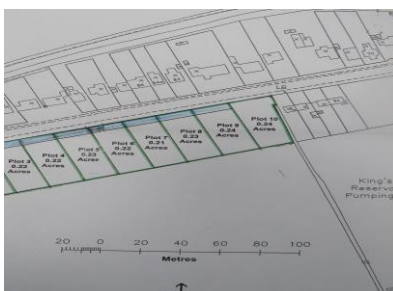 Plot 3
0.22
Acres
Plot 4
0.22
Acres
Plot 5
0.23
Acres
Plot 6
0.22
Acres
Plot 7
0.21
Acres
Plot 8
0.23
Acres
Plot 9
0.24
Acres
Plot 10
0.24
Acres
King's
Reservo
Pumping
20 0 20 40 60 80 100
Metres